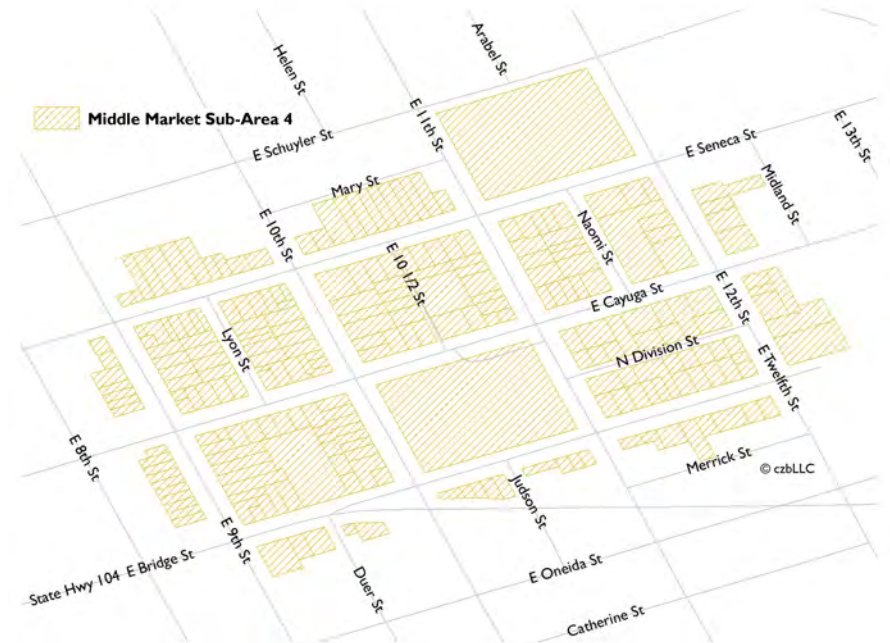 Helen St
Arabel St
Middle Market Sub-Area 4
E 11th St
E 13th St
E Schuyler St
E Seneca St
Midland St
Mary St
E 10th St
Naomi St
E 10 1/2 St
E Cayuga St
E 12th St
Lyon St
N Division St
E Twelfth St
E 8th St
Merrick St
© czbLLC
Judson St
E 9th St
State Hwy 104 E Bridge St
Duer St
E Oneida St
Catherine St